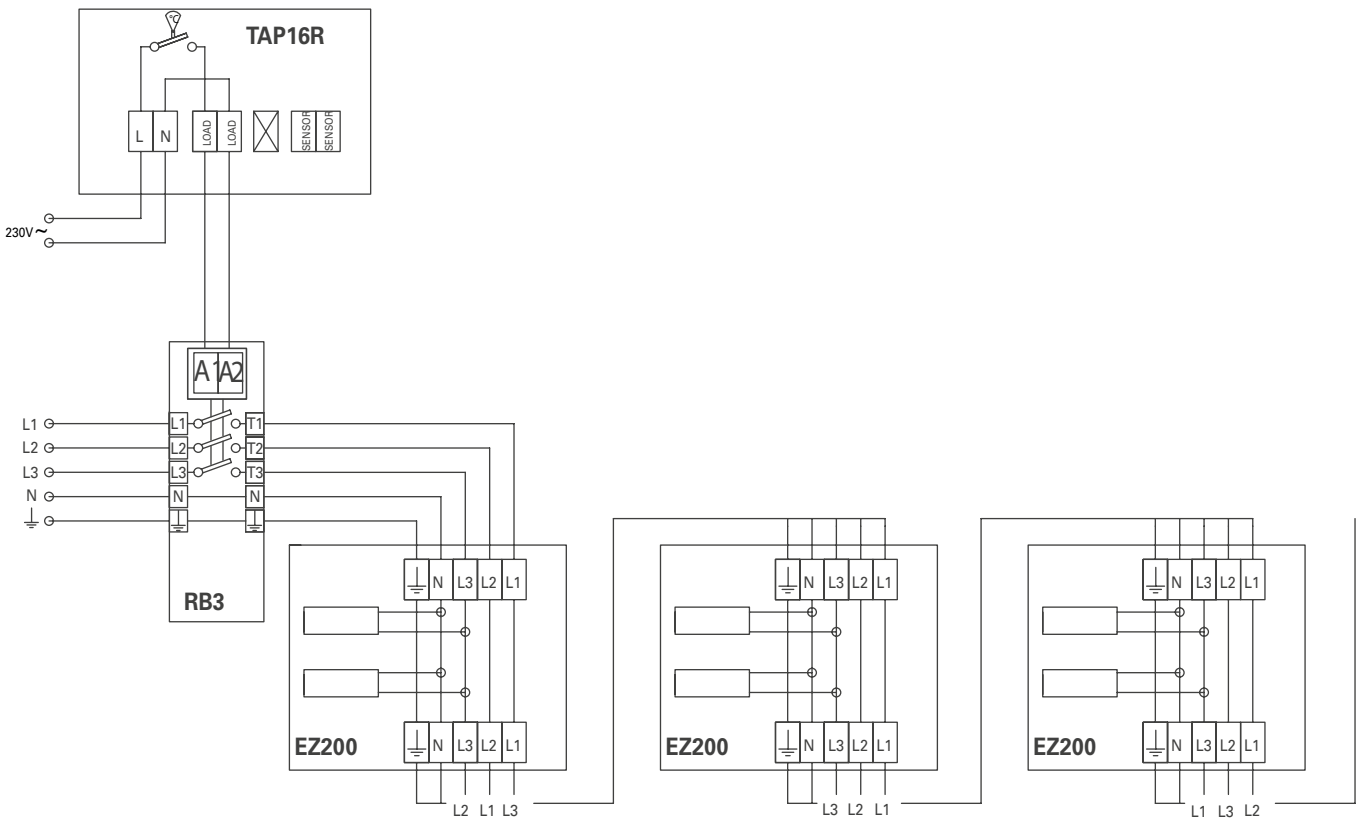 °C
TAP16R
L N LOAD LOAD SENSOR SENSOR
230V~
A1 A2
L1 L1 T1
L2 L2 T2
L3 L3 T3
N N N
RB3
N L3 L2 L1
N L3 L2 L1
N L3 L2 L1
EZ200 N L3 L2 L1
EZ200 N L3 L2 L1
EZ200 N L3 L2 L1
L2 L1 L3
L3 L2 L1
L1 L3 L2